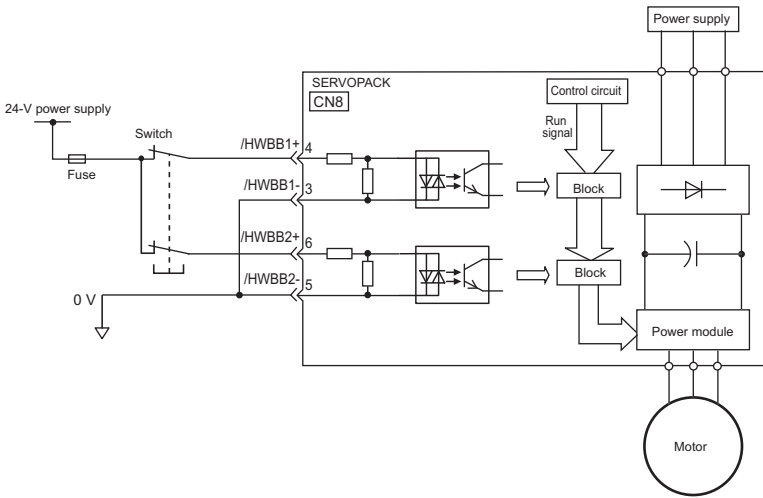 Power supply
SERVOPACK
CN8
Control circuit
24-V power supply
Switch
Run
signal
/HWBB1+
4
Fuse
/HWBB1-
3
Block
/HWBB2+
6
/HWBB2-
5
Block
0 V
Power module
Motor